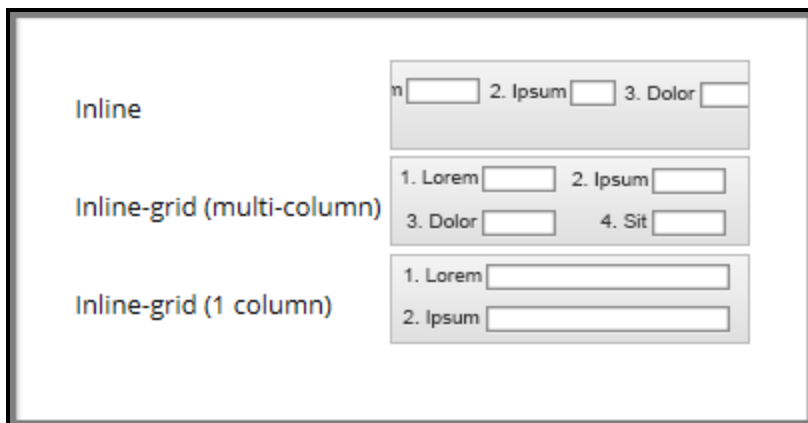 Inline
2. Ipsum 3. Dolor
Inline-grid (multi-column)
1. Lorem 2. Ipsum
3. Dolor 4. Sit
Inline-grid (1 column)
1. Lorem
2. Ipsum